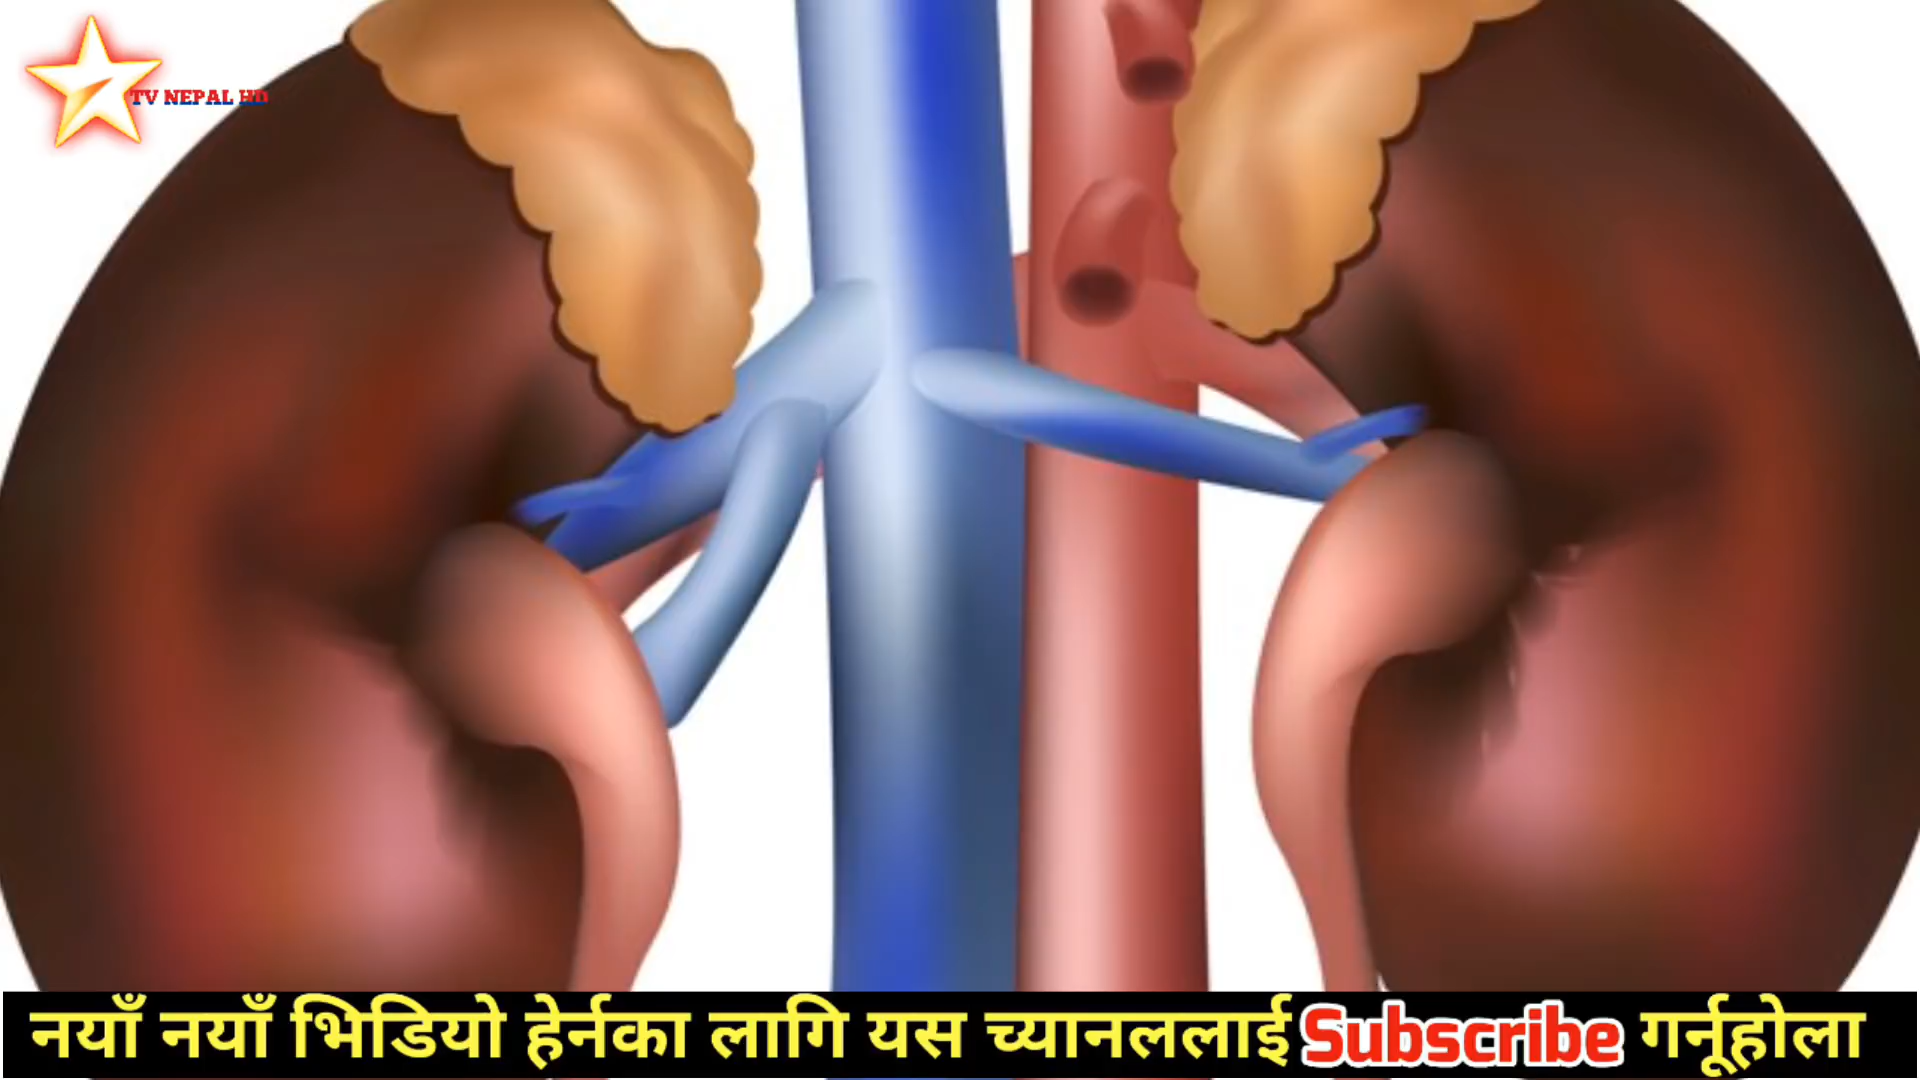 TV NEPAL HD
नयाँ नयाँ भिडियो हेर्नका लागि यस च्यानललाई Subscribe गर्नूहोला